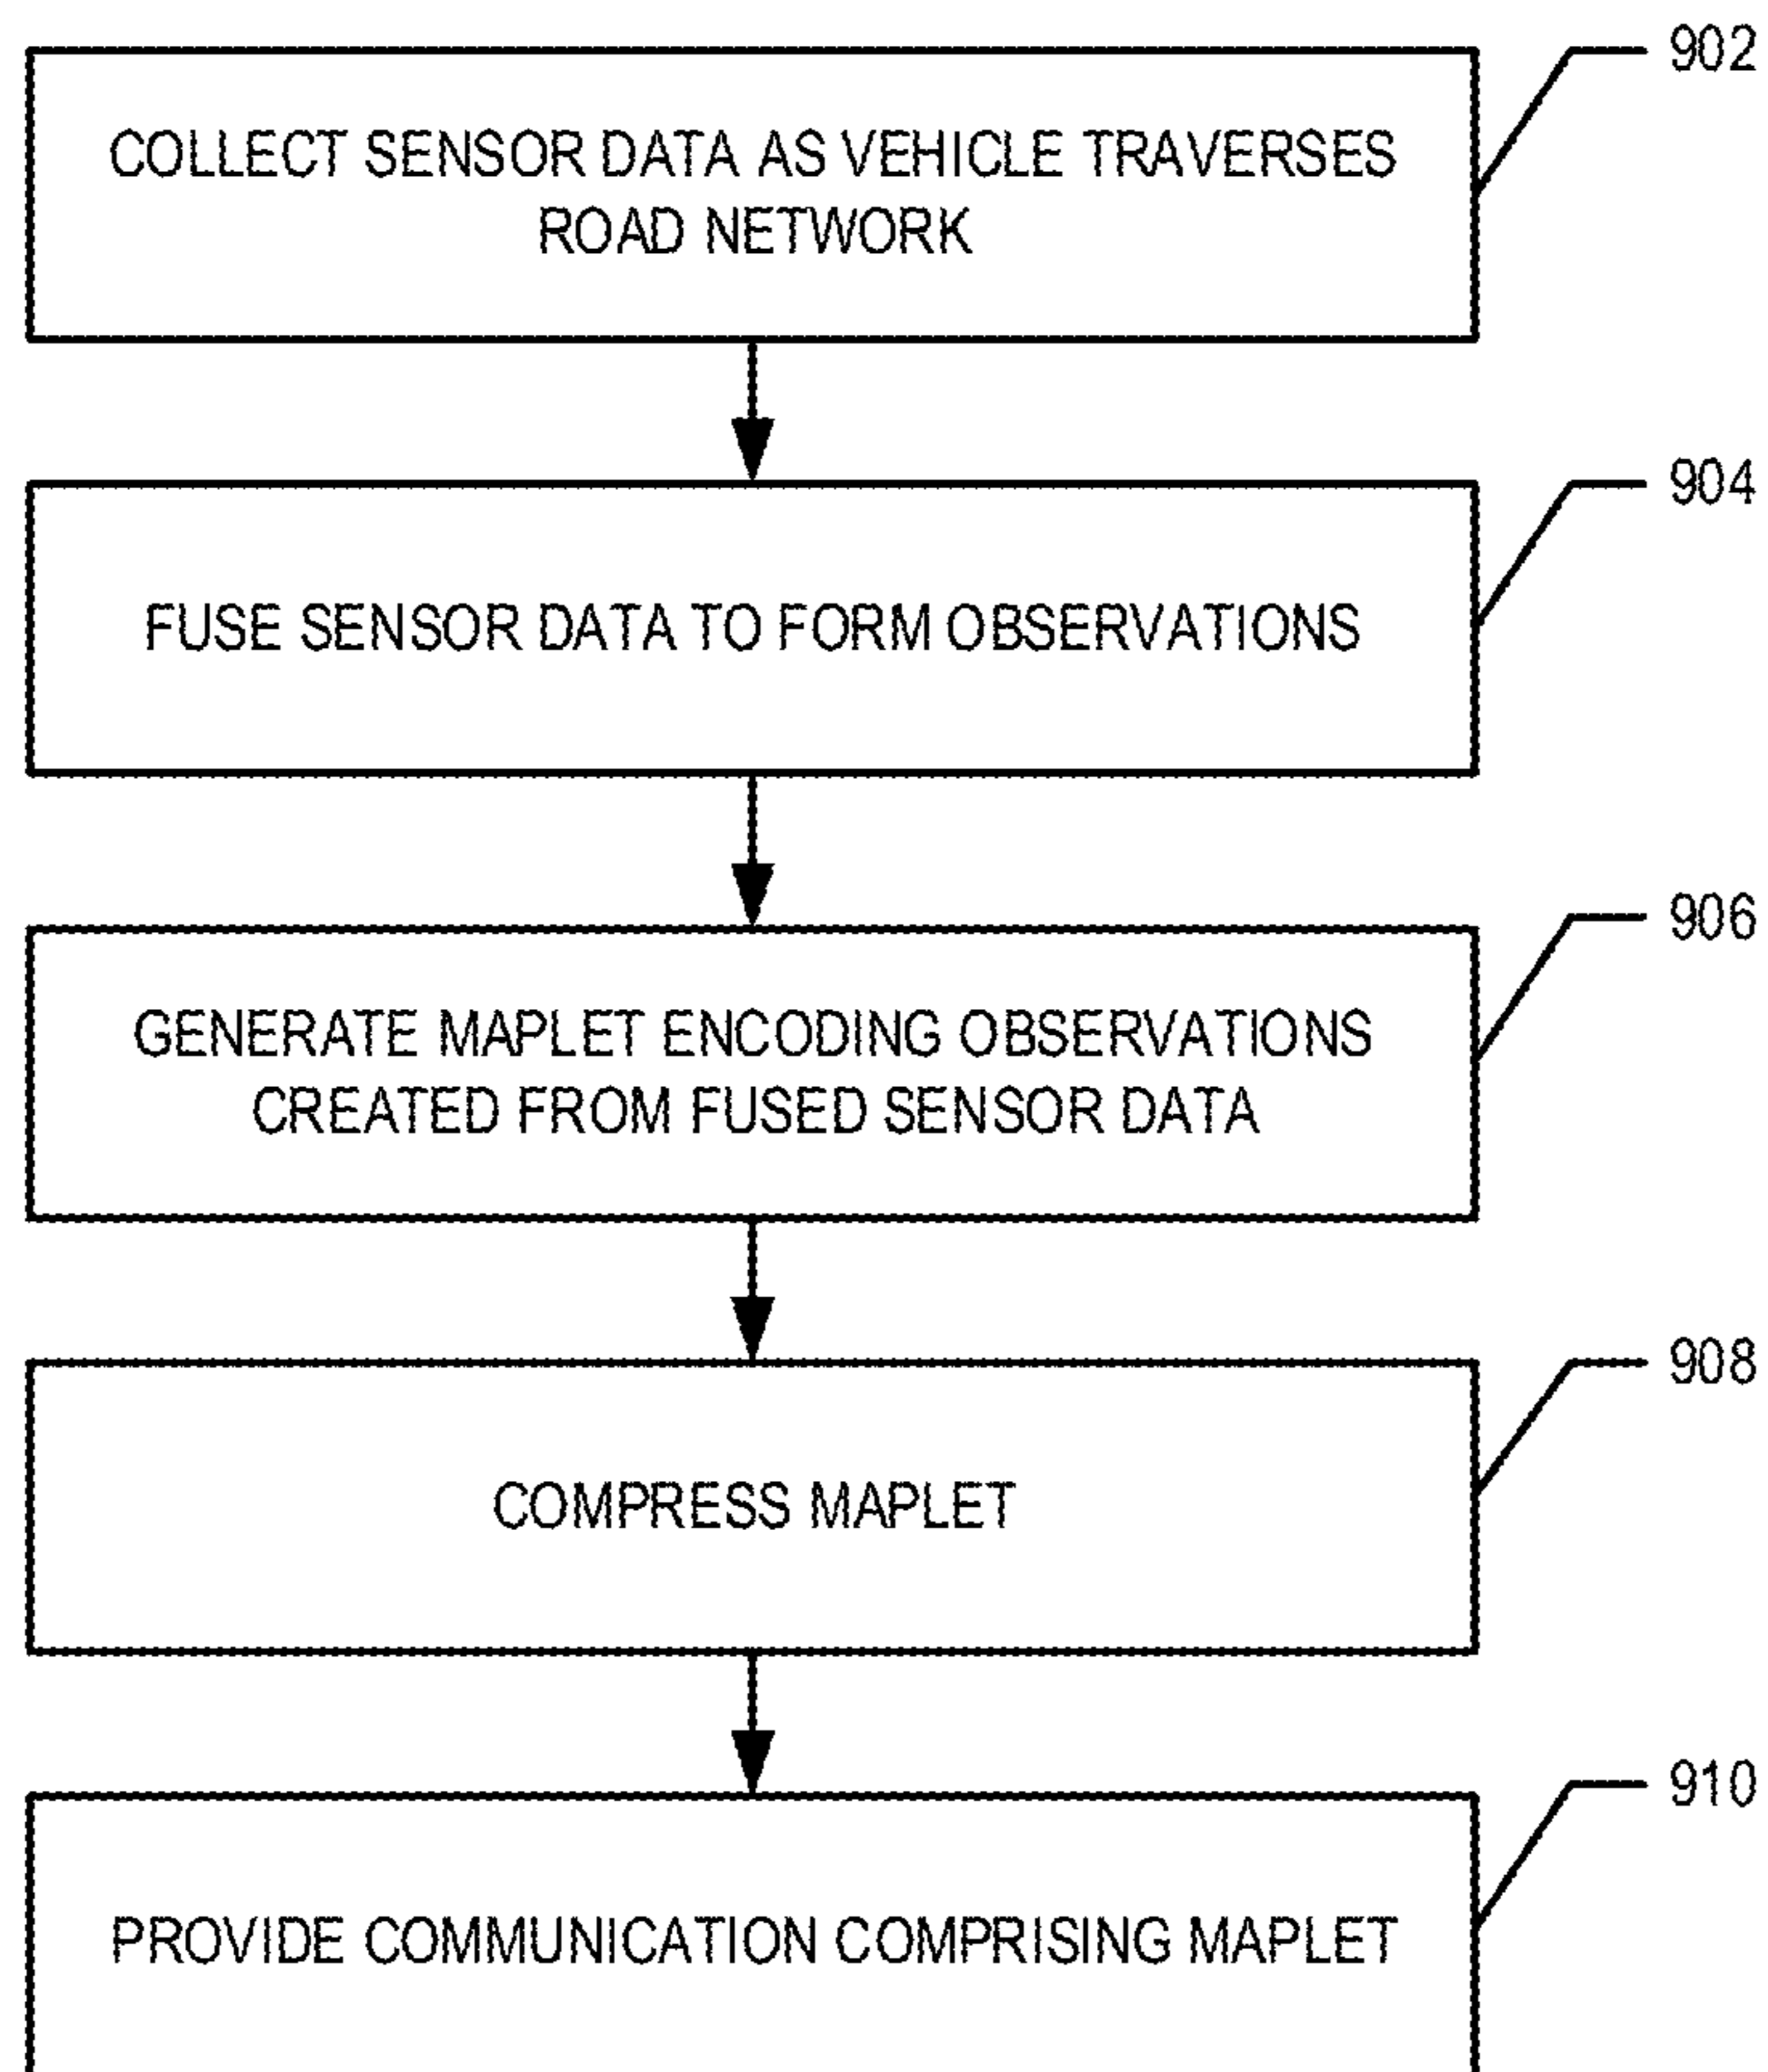 902
COLLECT SENSOR DATA AS VEHICLE TRAVERSES
ROAD NETWORK
904
FUSE SENSOR DATA TO FORM OBSERVATIONS
906
GENERATE MAPLET ENCODING OBSERVATIONS
CREATED FROM FUSED SENSOR DATA
908
COMPRESS MAPLET
910
PROVIDE COMMUNICATION COMPRISING MAPLET